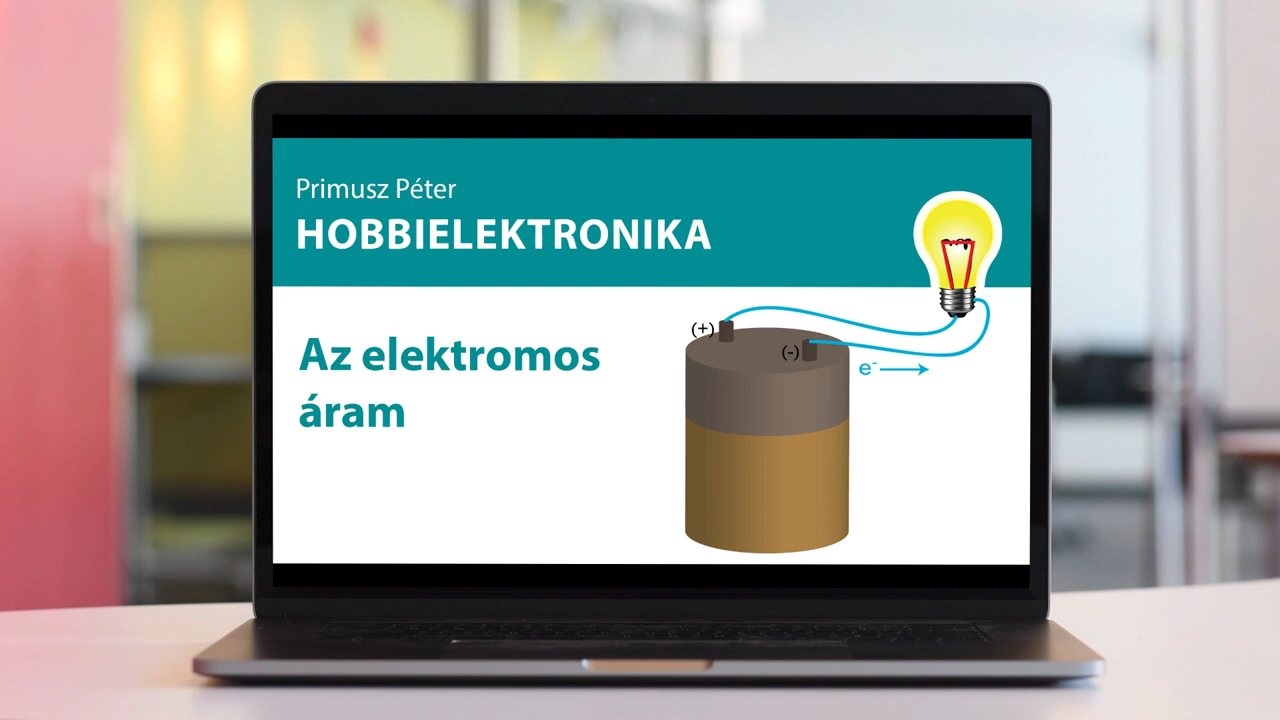 Primusz Péter
HOBBIELEKTRONIKA
Az elektromos
áram
(+)
(-)
e⁻